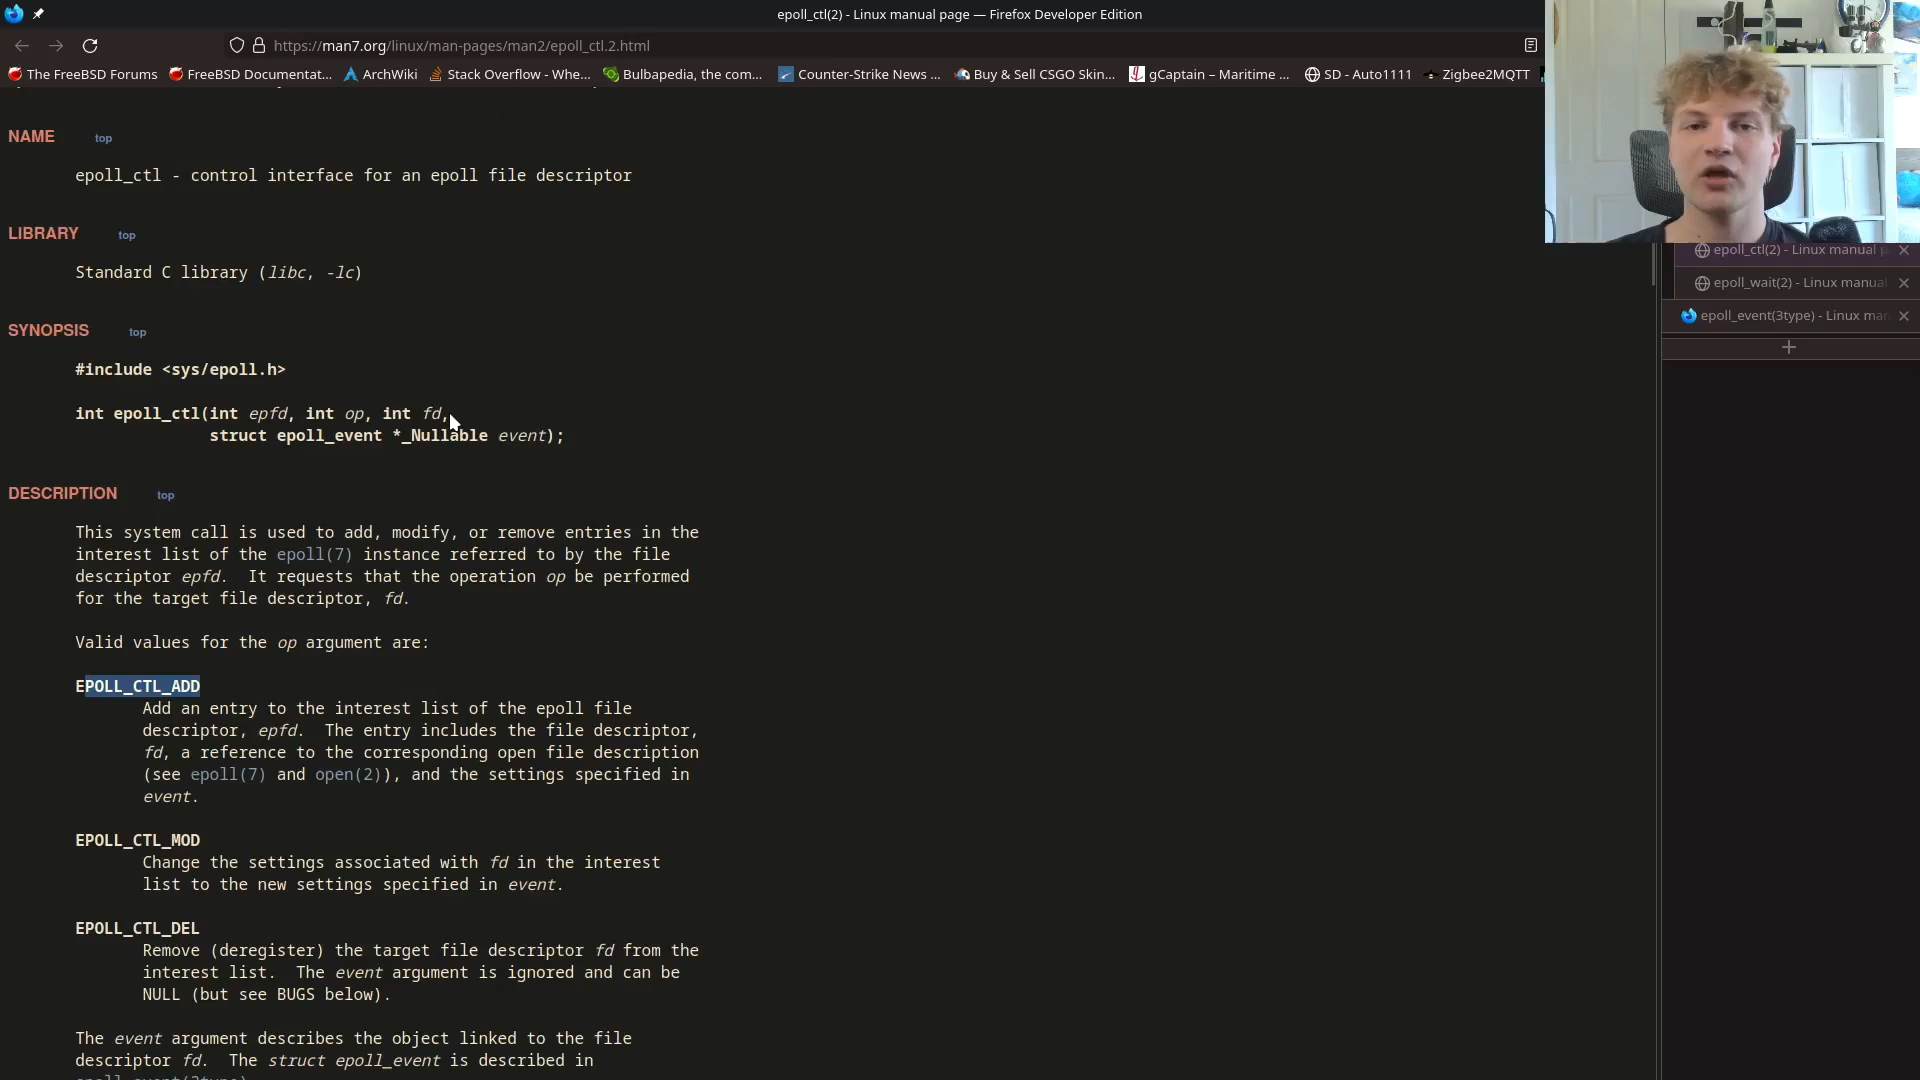 epoll_ctl(2) - Linux manual page — Firefox Developer Edition
https://man7.org/linux/man-pages/man2/epoll_ctl.2.html
The FreeBSD Forums
FreeBSD Documentat...
ArchWiki
Stack Overflow - Whe...
Bulbapedia, the com...
Counter-Strike News ...
Buy & Sell CSGO Skin...
gCaptain – Maritime ...
SD - Auto1111
Zigbee2MQTT
epoll_ctl(2) - Linux manual p
epoll_wait(2) - Linux manual
epoll_event(3type) - Linux man
NAME top
epoll_ctl - control interface for an epoll file descriptor
LIBRARY top
Standard C library (libc, -lc)
SYNOPSIS top
#include <sys/epoll.h>
int epoll_ctl(int epfd, int op, int fd,
struct epoll_event *_Nullable event);
DESCRIPTION top
This system call is used to add, modify, or remove entries in the
interest list of the epoll(7) instance referred to by the file
descriptor epfd. It requests that the operation op be performed
for the target file descriptor, fd.
Valid values for the op argument are:
EPOLL_CTL_ADD
Add an entry to the interest list of the epoll file
descriptor, epfd. The entry includes the file descriptor,
fd, a reference to the corresponding open file description
(see epoll(7) and open(2)), and the settings specified in
event.
EPOLL_CTL_MOD
Change the settings associated with fd in the interest
list to the new settings specified in event.
EPOLL_CTL_DEL
Remove (deregister) the target file descriptor fd from the
interest list. The event argument is ignored and can be
NULL (but see BUGS below).
The event argument describes the object linked to the file
descriptor fd. The struct epoll_event is described in